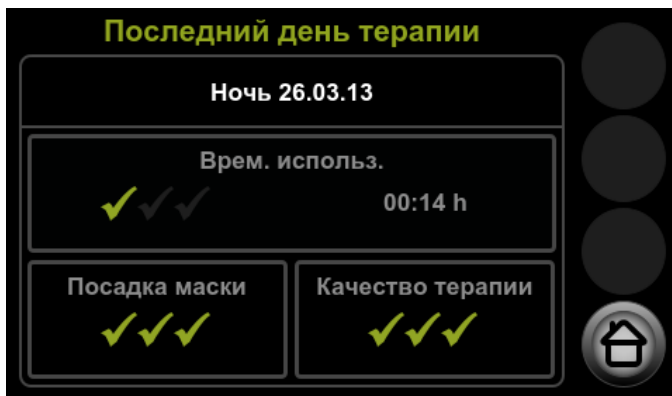 Последний день терапии
Ночь 26.03.13
Врем. использ.
00:14 h
Посадка маски
Качество терапии